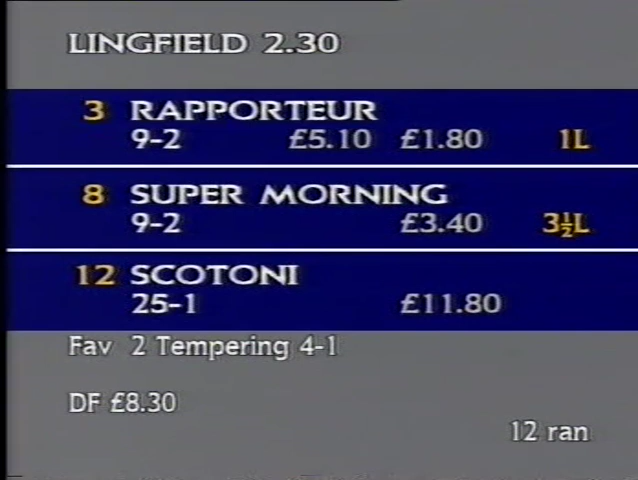 LINGFIELD 2.30
3 RAPPORTEUR
9-2 £5.10 £1.80 1L
8 SUPER MORNING
9-2 £3.40 3½L
12 SCOTONI
25-1 £11.80
Fav 2 Tempering 4-1
DF £8.30
12 ran